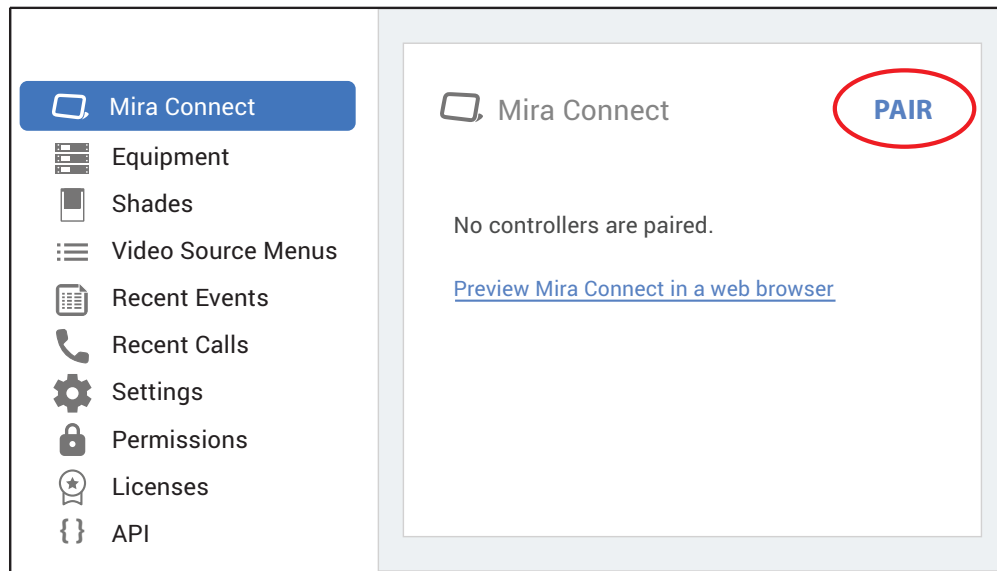 Mira Connect
Equipment
Shades
Video Source Menus
Recent Events
Recent Calls
Settings
Permissions
Licenses
{ } API
Mira Connect
PAIR
No controllers are paired.
Preview Mira Connect in a web browser